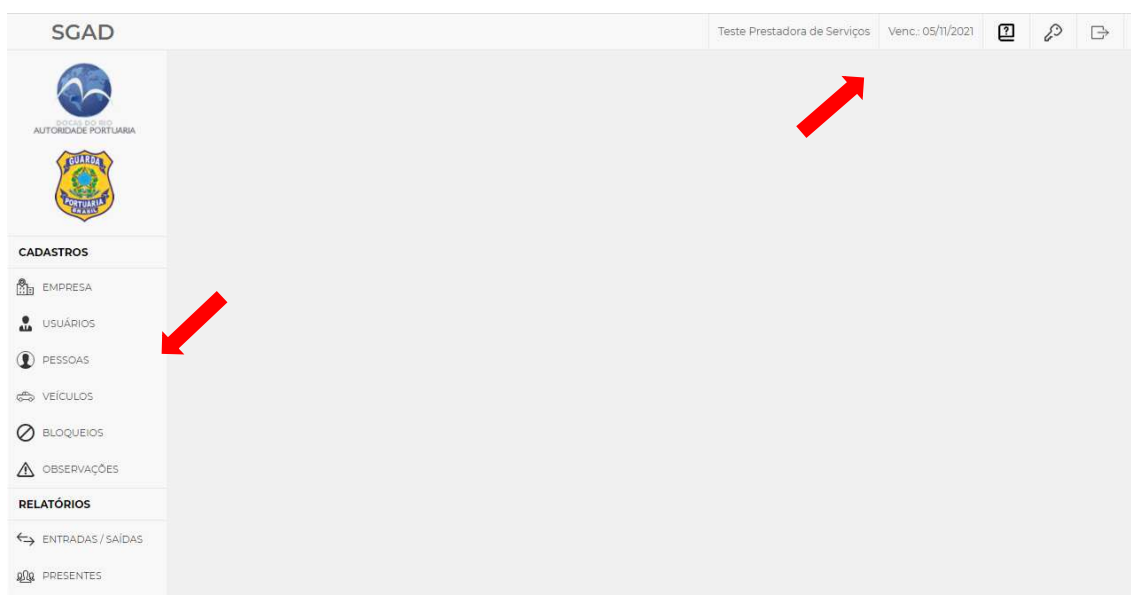 SGAD
Teste Prestadora de Serviços
Venc.: 05/11/2021
DOCAS DO RIO
AUTORIDADE PORTUARIA
GUARDA
PORTUARIA
BRASIL
CADASTROS
EMPRESA
USUÁRIOS
PESSOAS
VEÍCULOS
BLOQUEIOS
OBSERVAÇÕES
RELATÓRIOS
ENTRADAS / SAÍDAS
PRESENTES